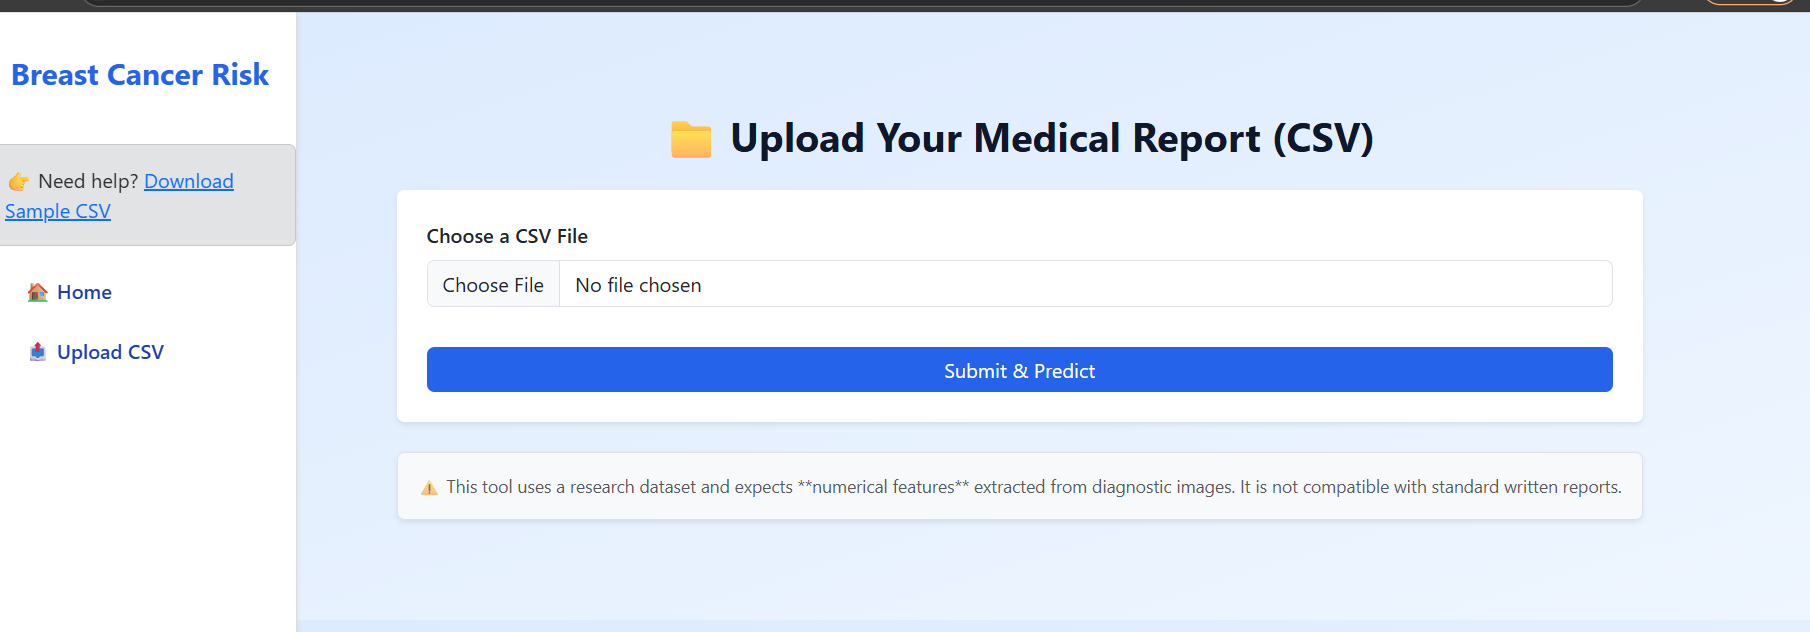 Breast Cancer Risk
👉 Need help? Download
Sample CSV
🏠 Home
📤 Upload CSV
📁 Upload Your Medical Report (CSV)
Choose a CSV File
Choose File No file chosen
Submit & Predict
⚠️ This tool uses a research dataset and expects **numerical features** extracted from diagnostic images. It is not compatible with standard written reports.